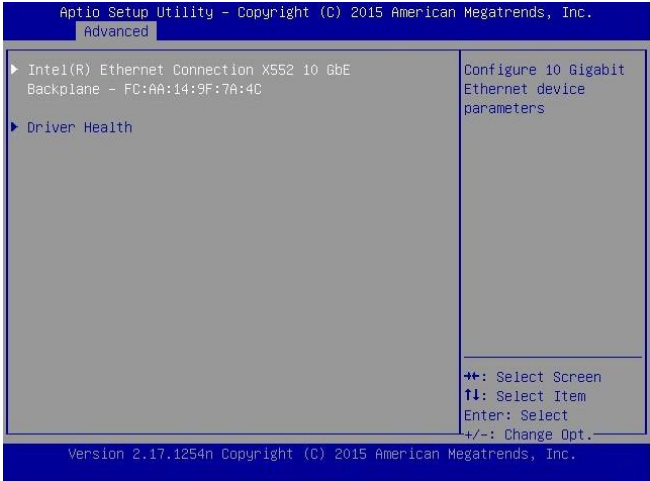 Aptio Setup Utility – Copyright (C) 2015 American Megatrends, Inc.
Advanced
Intel(R) Ethernet Connection X552 10 GbE
Backplane – FC:AA:14:9F:7A:4C
Driver Health
Configure 10 Gigabit
Ethernet device
parameters
→←: Select Screen
↑↓: Select Item
Enter: Select
+/-: Change Opt.
Version 2.17.1254n Copyright (C) 2015 American Megatrends, Inc.